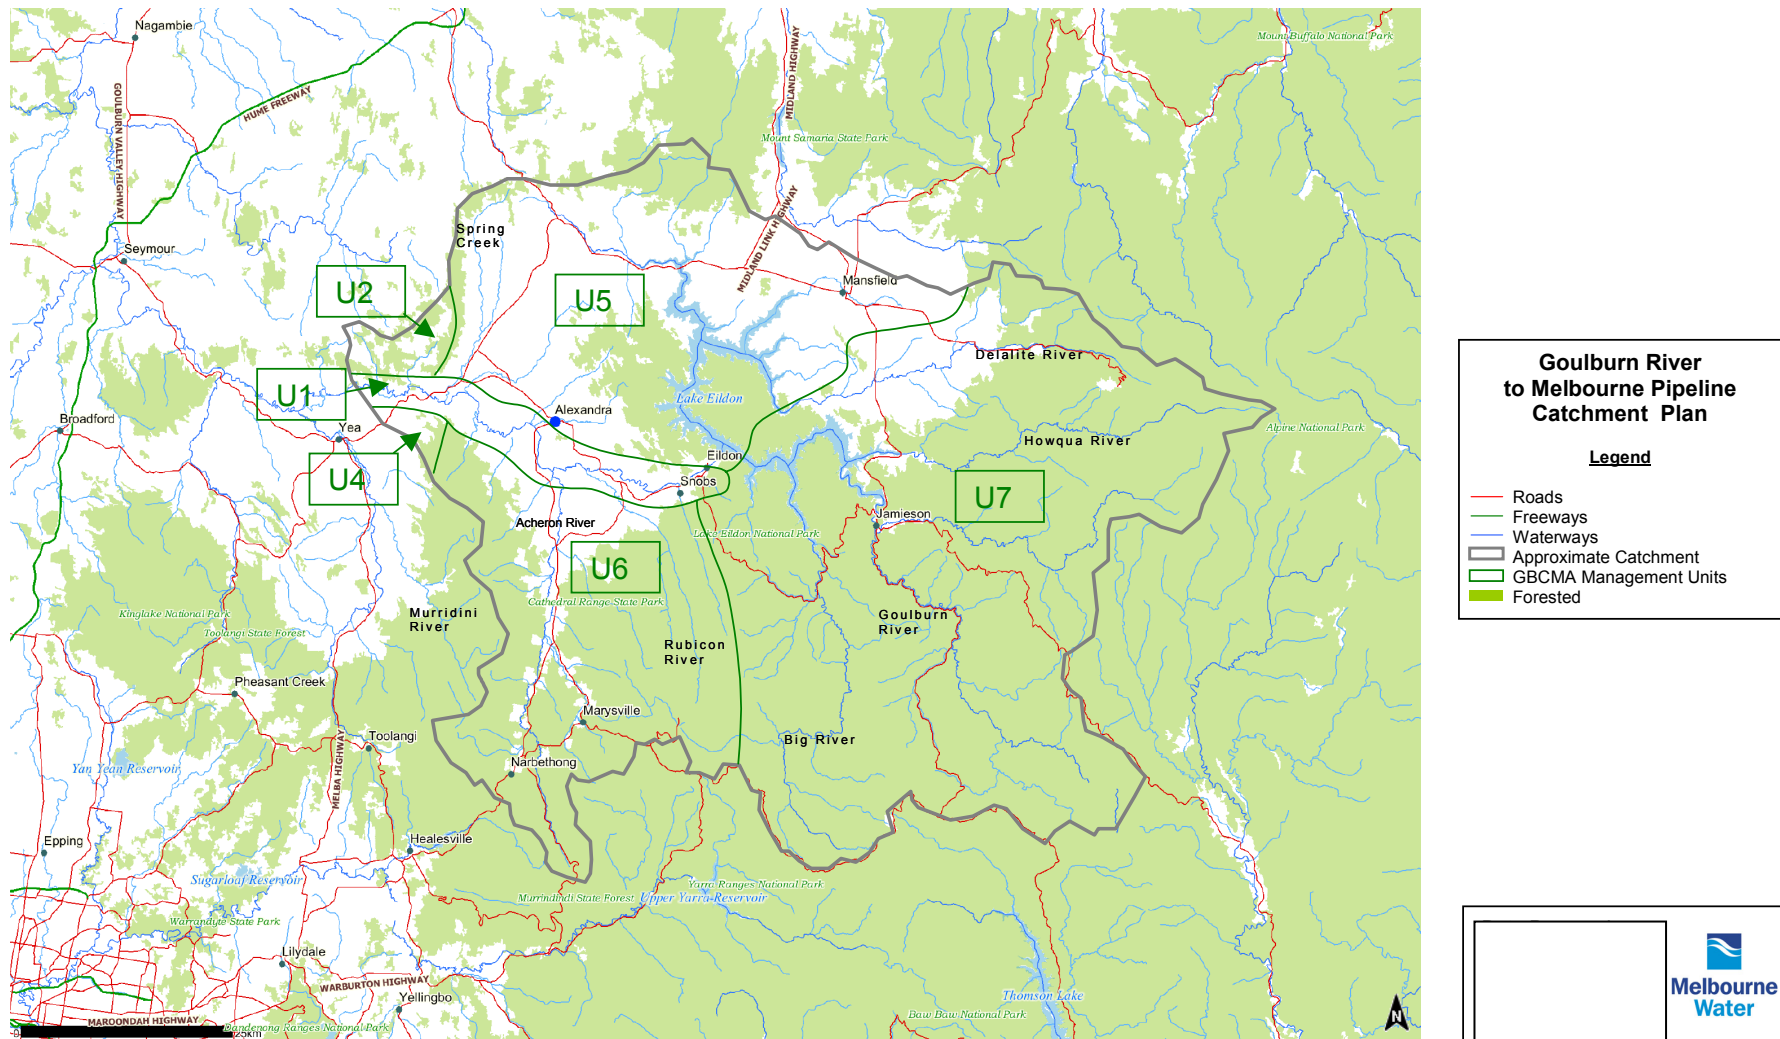 Nagambie
Mount Buffalo National Park
MIDLAND HIGHWAY
GOULBURN VALLEY HIGHWAY
HUME FREEWAY
Mount Samaria State Park
Spring
Creek
MIDLAND LINK HIGHWAY
Seymour
U2
U5
Mansfield
Delalite River
U1
Lake Eildon
Broadford
Alexandra
Yea
Howqua River
Alpine National Park
U4
Eildon
Snobs
U7
Acheron River
Jamieson
Lake Eildon National Park
U6
Cathedral Range State Park
Kinglake National Park
Murridini
River
Goulburn
River
Toolangi State Forest
Rubicon
River
Pheasant Creek
Marysville
Toolangi
Big River
Yan Yean Reservoir
Narbethong
MELBA HIGHWAY
Epping
Healesville
Sugarloaf Reservoir
Yarra Ranges National Park
Murrindindi State Forest
Upper Yarra Reservoir
Warrandyte State Park
Lilydale
WARBURTON HIGHWAY
Yellingbo
Thomson Lake
Baw Baw National Park
MAROONDAH HIGHWAY
Dandenong Ranges National Park
0
25km
N
Goulburn River
to Melbourne Pipeline
Catchment Plan
Legend
Roads
Freeways
Waterways
Approximate Catchment
GBCMA Management Units
Forested
Melbourne
Water